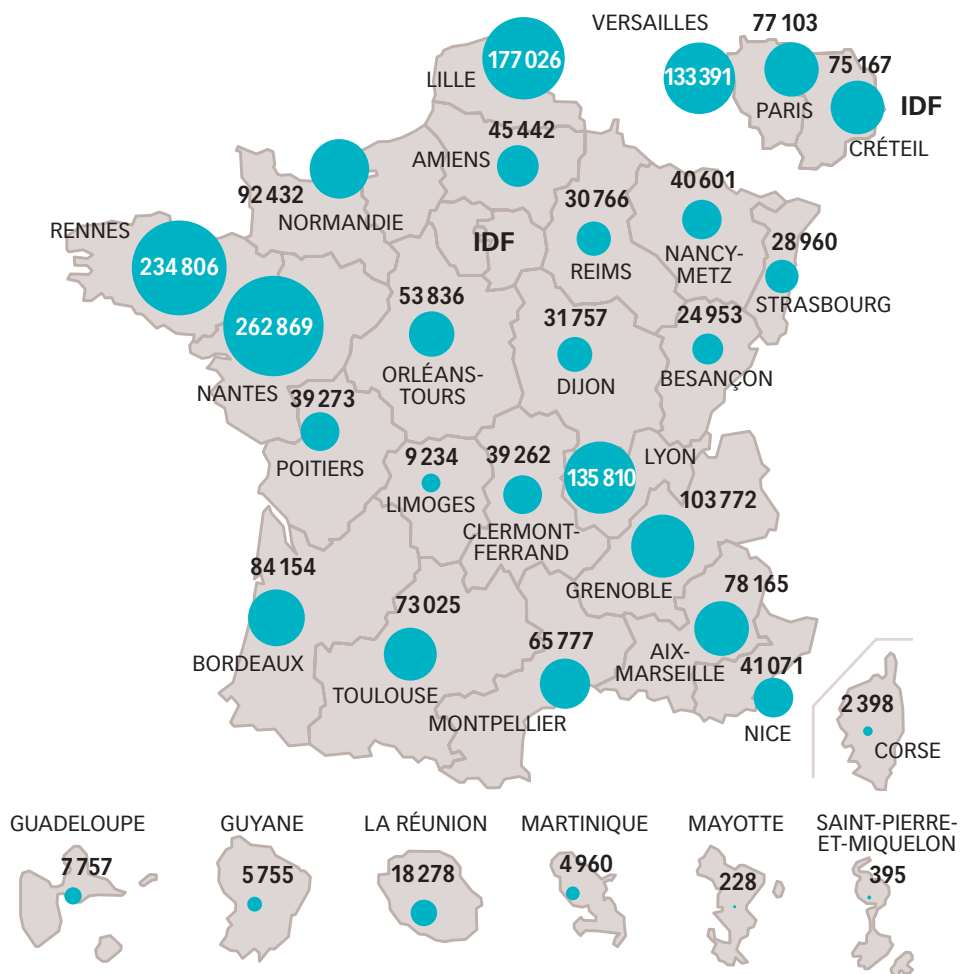 VERSAILLES
77 103
177 026
LILLE
133 391
75 167
PARIS
IDF
CRÉTEIL
45 442
AMIENS
92 432
NORMANDIE
30 766
REIMS
40 601
NANCY-
METZ
IDF
RENNES
234 806
28 960
STRASBOURG
262 869
NANTES
53 836
ORLÉANS-
TOURS
31 757
DIJON
24 953
BESANÇON
39 273
POITIERS
9 234
LIMOGES
39 262
CLERMONT-
FERRAND
135 810
LYON
103 772
GRENOBLE
84 154
BORDEAUX
73 025
TOULOUSE
65 777
MONTPELLIER
78 165
AIX-
MARSEILLE
41 071
NICE
2 398
CORSE
GUADELOUPE
7 757
GUYANE
5 755
LA RÉUNION
18 278
MARTINIQUE
4 960
MAYOTTE
228
SAINT-PIERRE-
ET-MIQUELON
395